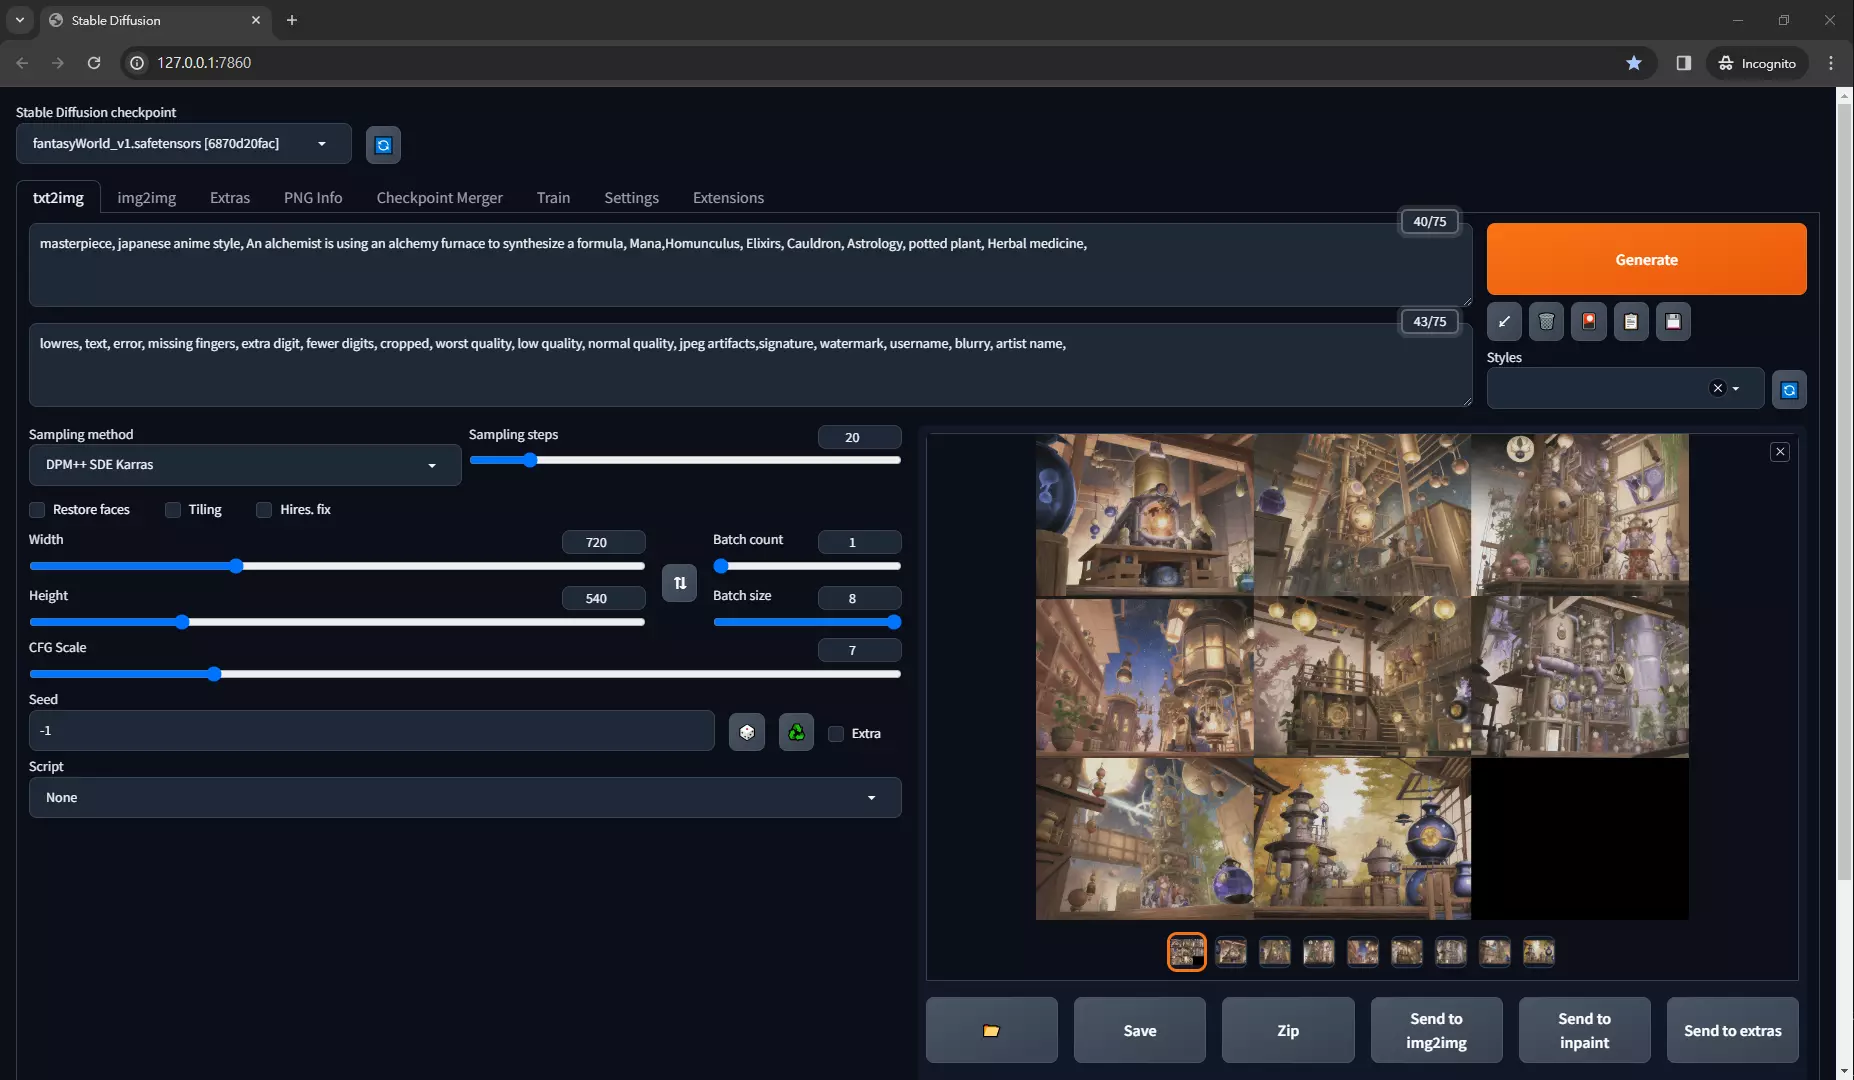 Stable Diffusion
127.0.0.1:7860
Incognito
Stable Diffusion checkpoint
fantasyWorld_v1.safetensors [6870d20fac]
txt2img
img2img
Extras
PNG Info
Checkpoint Merger
Train
Settings
Extensions
40/75
masterpiece, japanese anime style, An alchemist is using an alchemy furnace to synthesize a formula, Mana,Homunculus, Elixirs, Cauldron, Astrology, potted plant, Herbal medicine,
Generate
43/75
lowres, text, error, missing fingers, extra digit, fewer digits, cropped, worst quality, low quality, normal quality, jpeg artifacts,signature, watermark, username, blurry, artist name,
Styles
Sampling method
DPM++ SDE Karras
Sampling steps
20
Restore faces
Tiling
Hires. fix
Width
720
Batch count
1
Height
540
Batch size
8
CFG Scale
7
Seed
-1
Extra
Script
None
Save
Zip
Send to
img2img
Send to
inpaint
Send to extras